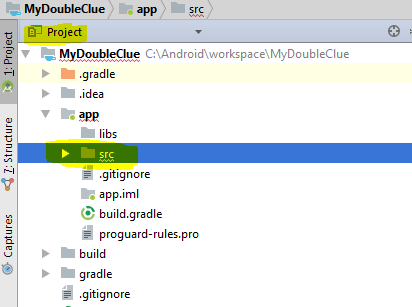 MyDoubleClue app src
Project
1: Project
7: Structure
Captures
MyDoubleClue C:\Android\workspace\MyDoubleClue
.gradle
.idea
app
libs
src
.gitignore
app.iml
build.gradle
proguard-rules.pro
build
gradle
.gitignore